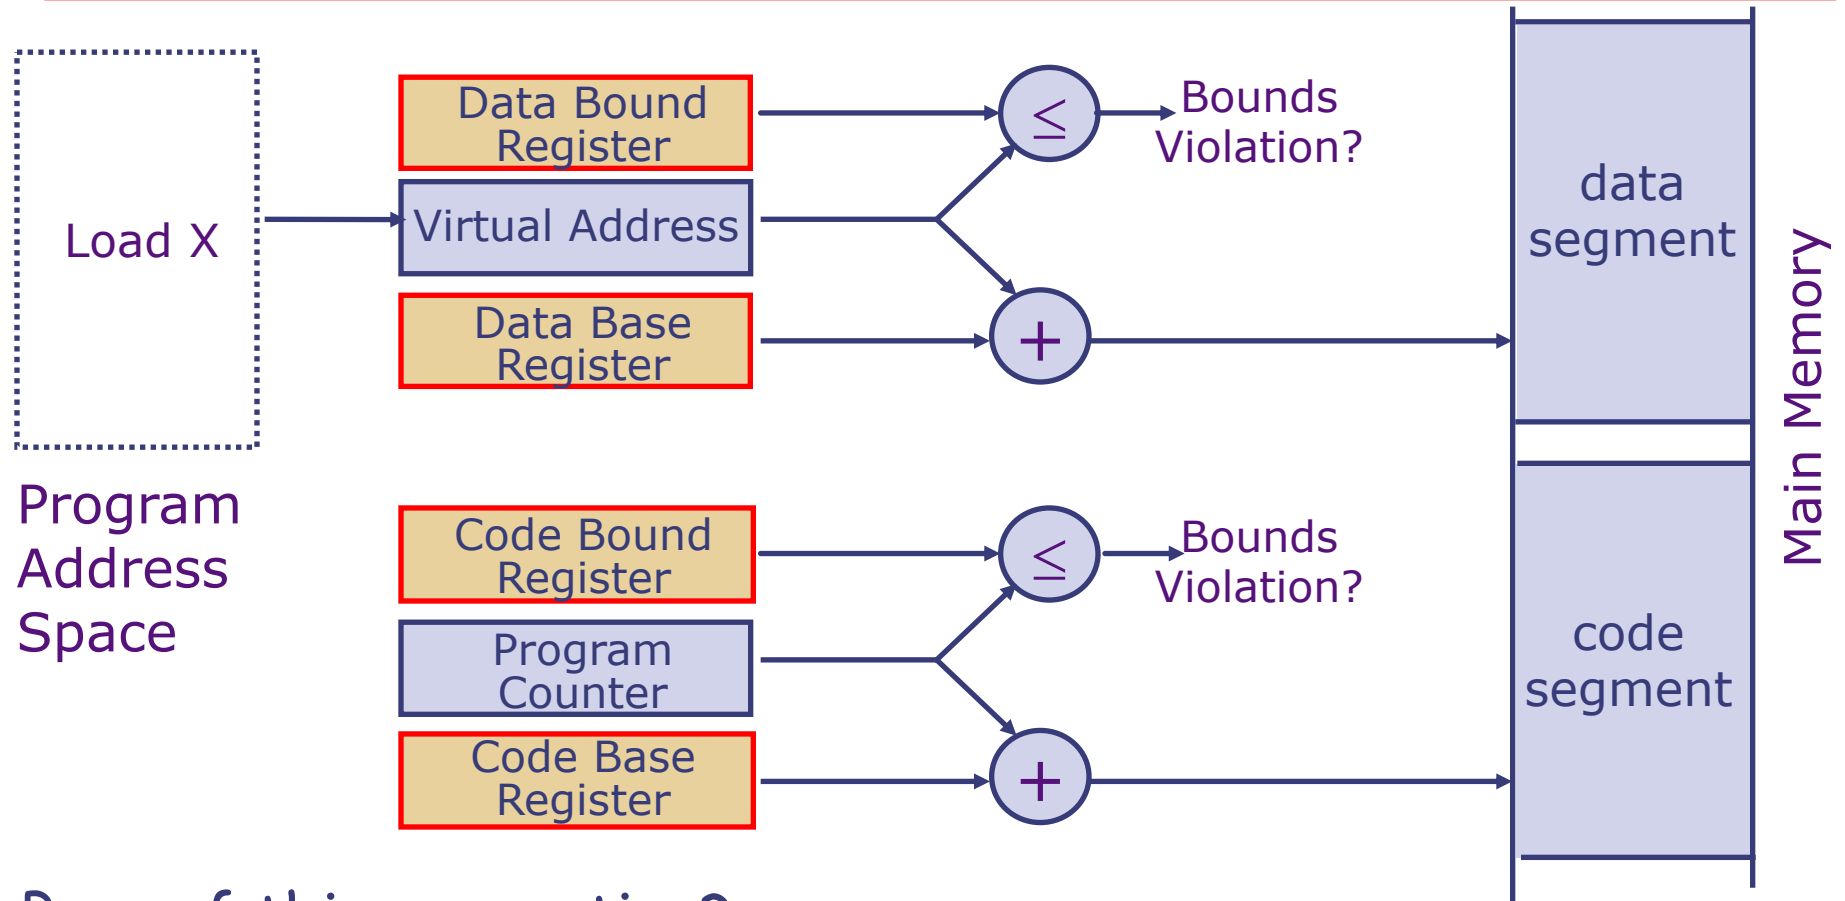 Load X
Program
Address
Space
Data Bound
Register
Virtual Address
Data Base
Register
≤
Bounds
Violation?
+
Code Bound
Register
Program
Counter
Code Base
Register
≤
Bounds
Violation?
+
data
segment
code
segment
Main Memory